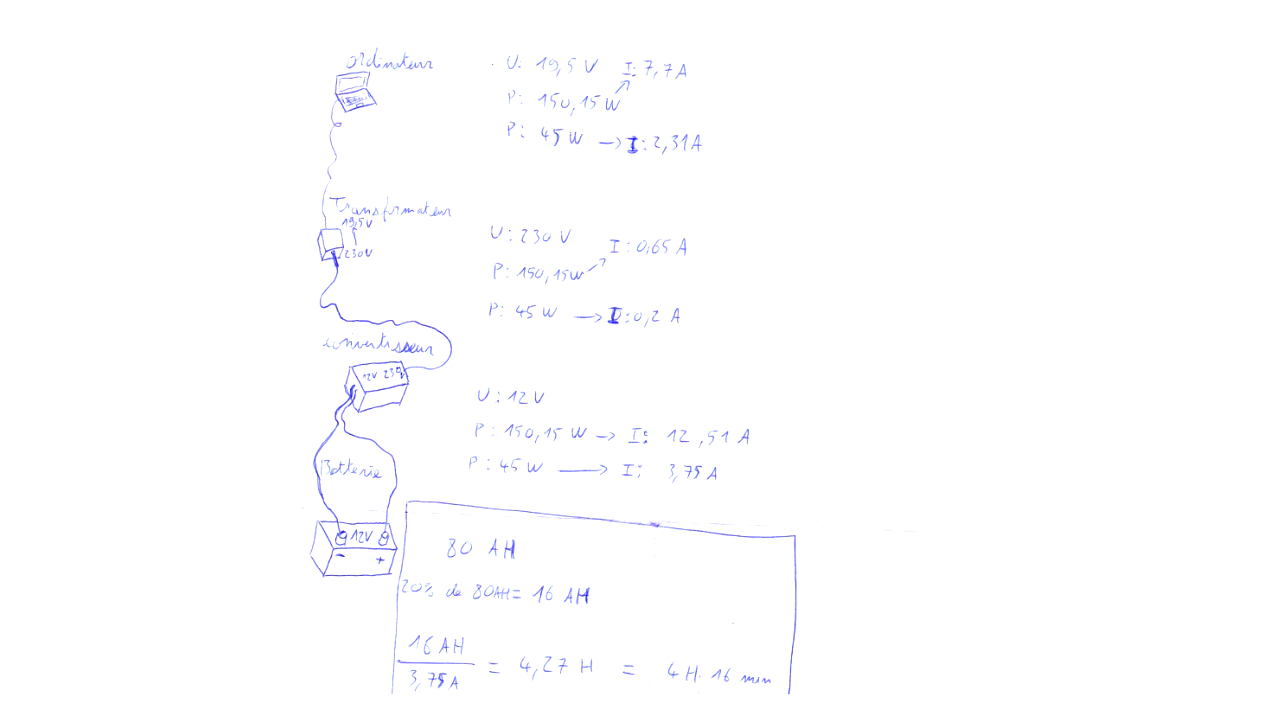 ordinateur
U: 19,5 V I: 7,7 A
P: 150,15 W
P: 45 W → I: 2,31 A
Transformateur
19,5 V
230 V
U: 230 V I: 0,65 A
P: 150,15 W
P: 45 W → I: 0,2 A
convertisseur
12V 230
U: 12 V
P: 150,15 W → I: 12,51 A
P: 45 W → I: 3,75 A
Batterie
12V
- +
80 AH
20% de 80AH = 16 AH
16 AH
3,75 A
= 4,27 H = 4 H 16 min